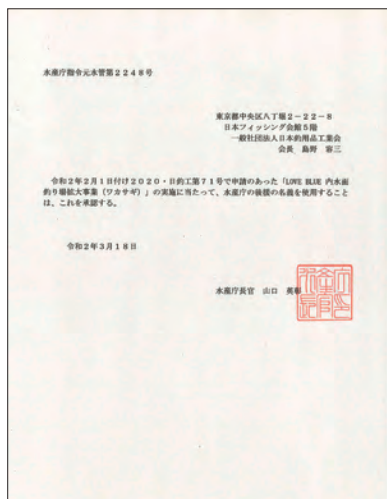 水産庁指令元水管第2248号
東京都中央区八丁堀2-22-8
日本フィッシング会館5階
一般社団法人日本釣用品工業会
会長 島野 容三
令和2年2月1日付け2020・日釣工第71号で申請のあった「LOVE BLUE 内水面
釣り場拡大事業（ワカサギ）」の実施に当たって、水産庁の後援の名義を使用すること
は、これを承認する。
令和2年3月18日
水産庁長官 山口 英彰